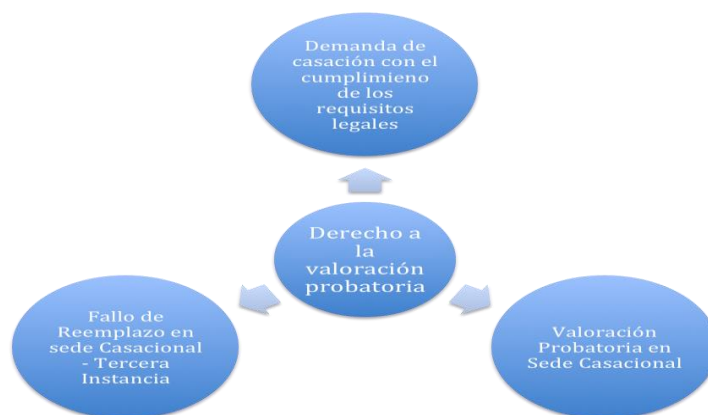 Demanda de
casación con el
cumplimieno
de los
requisitos
legales
Derecho a
la
valoración
probatoria
Fallo de
Reemplazo en
sede Casacional
- Tercera
Instancia
Valoración
Probatoria en
Sede Casacional